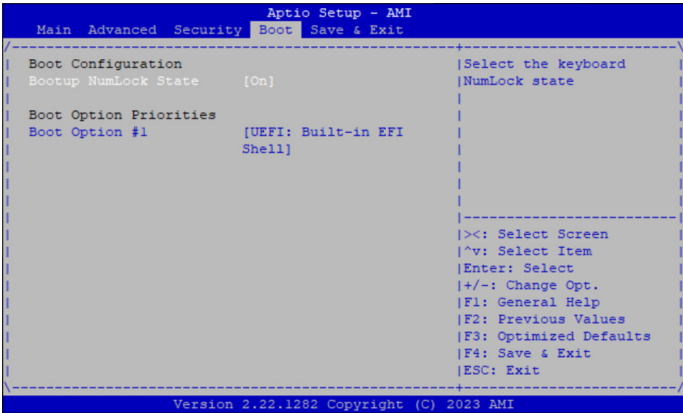 Aptio Setup - AMI
Main Advanced Security Boot Save & Exit
Boot Configuration
Bootup NumLock State [On]
Boot Option Priorities
Boot Option #1 [UEFI: Built-in EFI
Shell]
Select the keyboard
NumLock state
><: Select Screen
^v: Select Item
Enter: Select
+/-: Change Opt.
F1: General Help
F2: Previous Values
F3: Optimized Defaults
F4: Save & Exit
ESC: Exit
Version 2.22.1282 Copyright (C) 2023 AMI